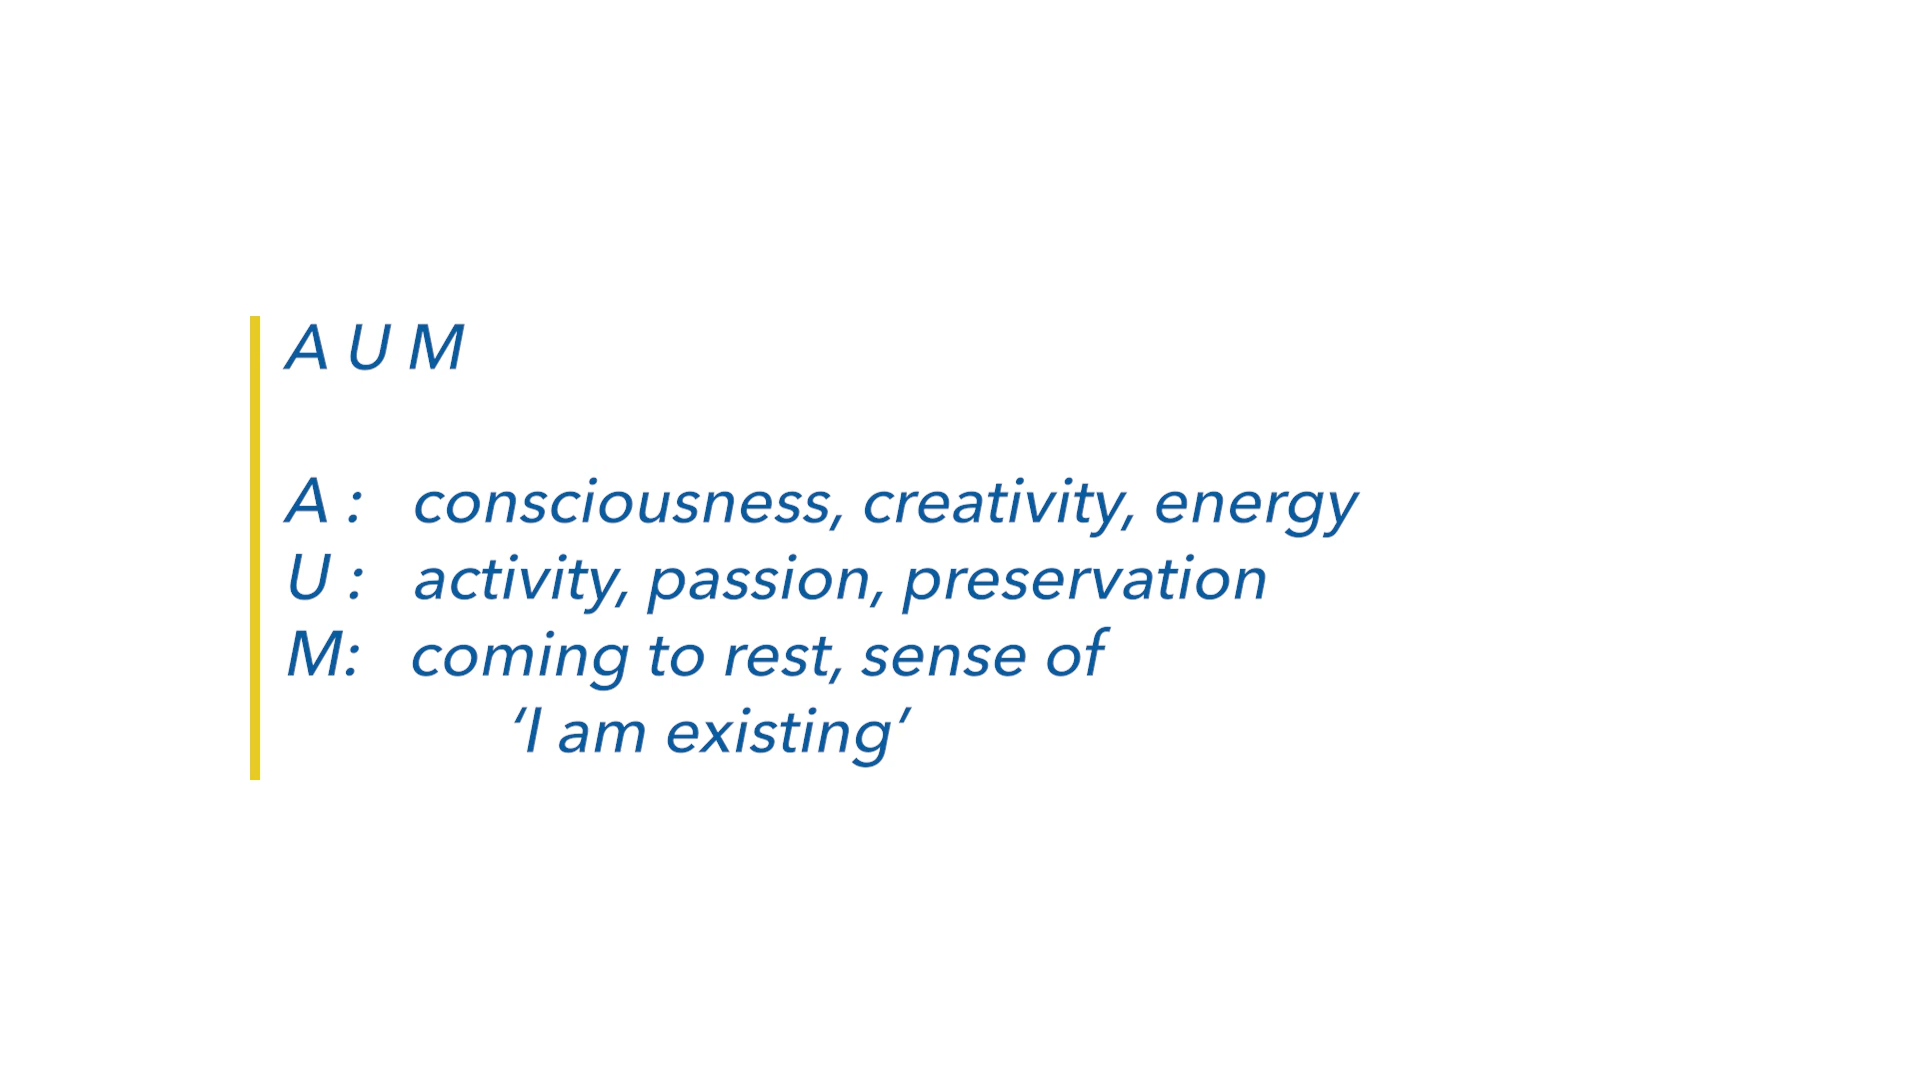 A U M
A : consciousness, creativity, energy
U : activity, passion, preservation
M: coming to rest, sense of
‘I am existing’